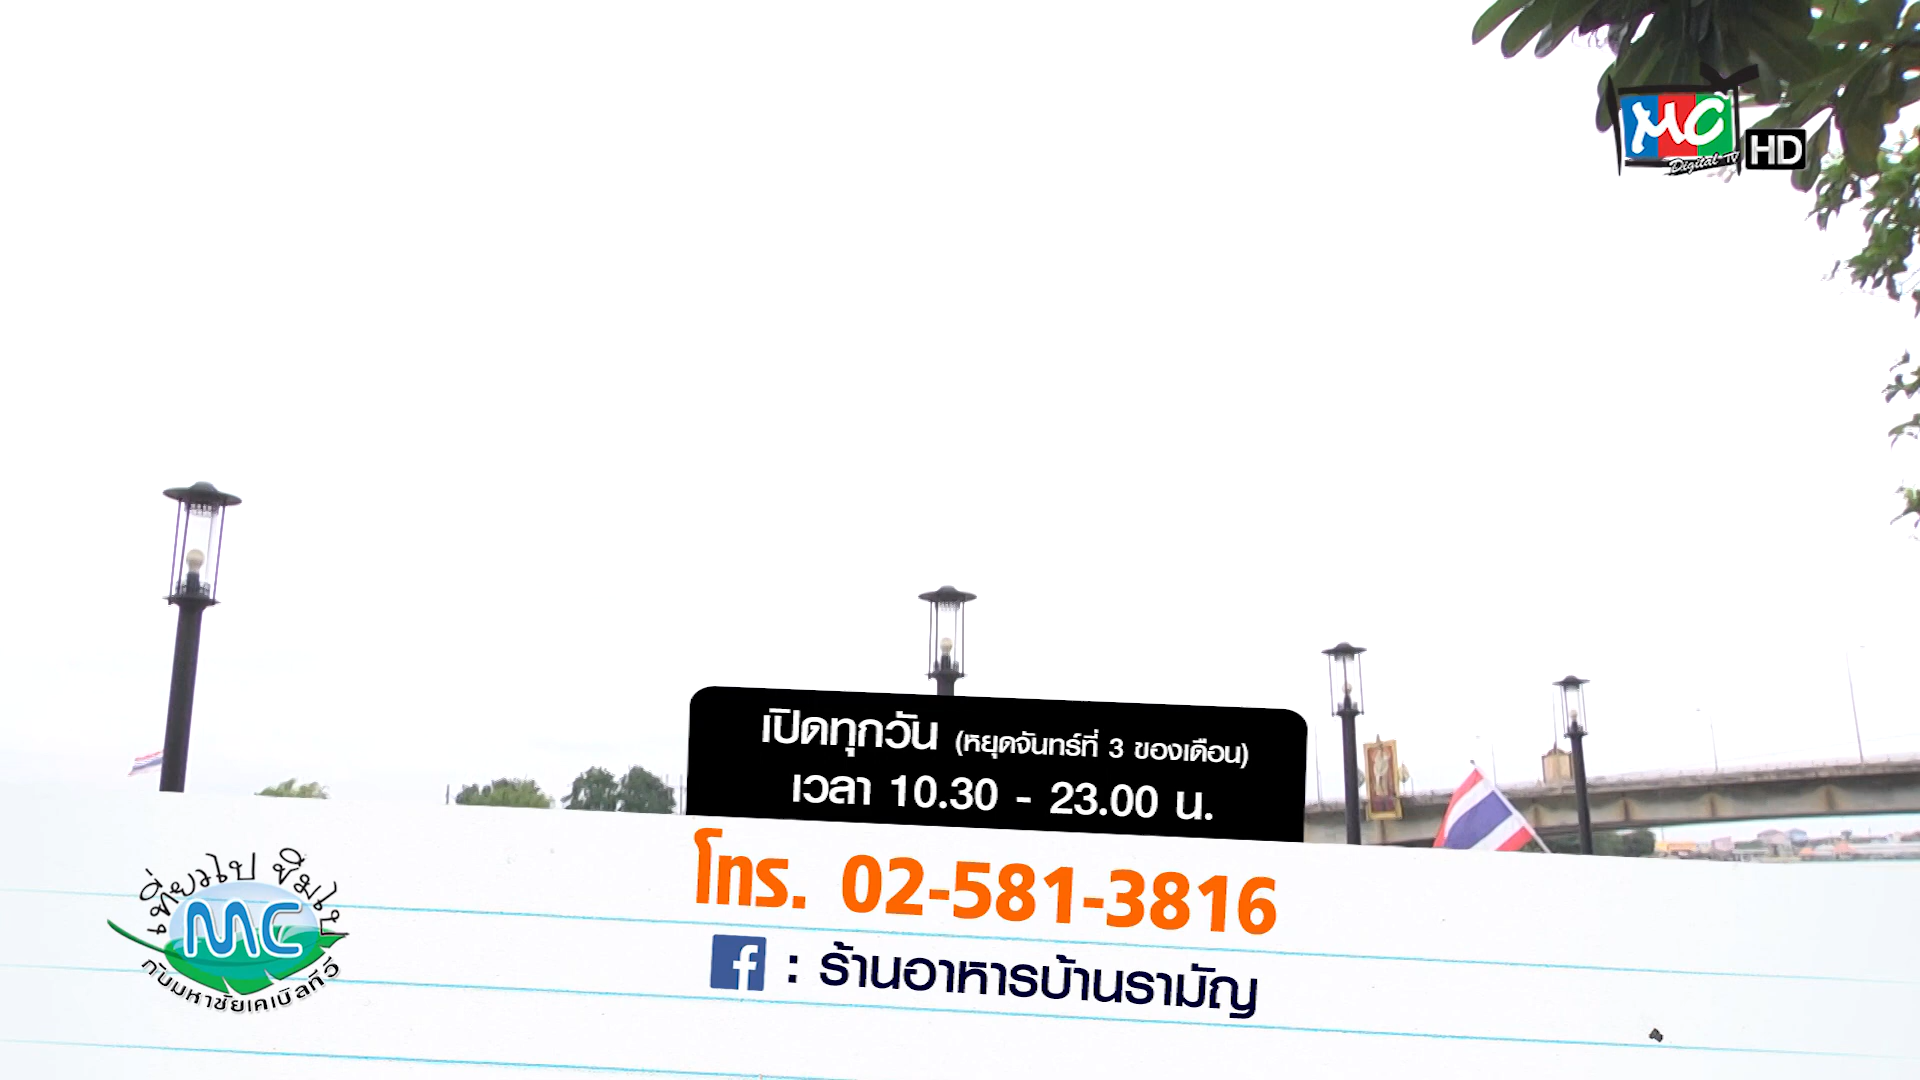 MC
Digital TV
HD
เปิดทุกวัน (หยุดจันทร์ที่ 3 ของเดือน)
เวลา 10.30 - 23.00 น.
โทร. 02-581-3816
f : ร้านอาหารบ้านรามัญ
เที่ยวไป ชิมไป
MC
กับมหาชัยเคเบิลทีวี